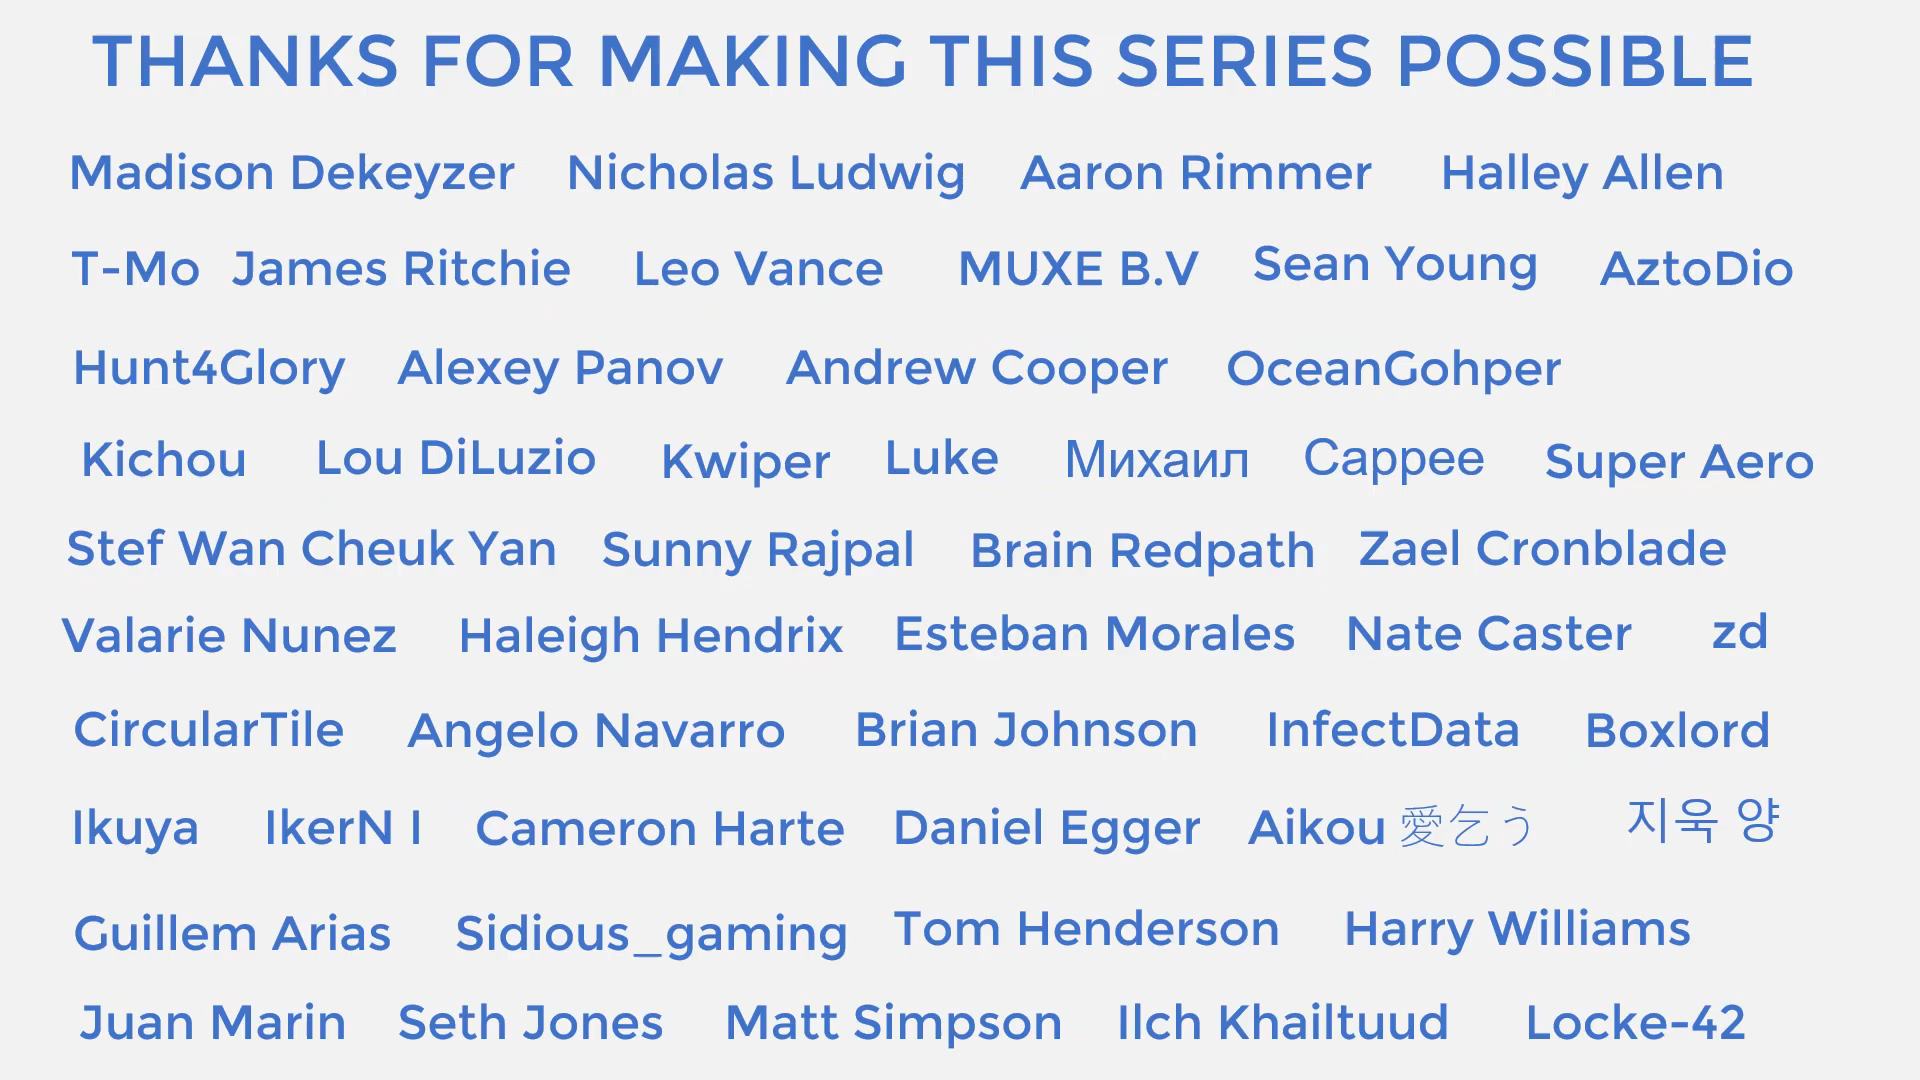 THANKS FOR MAKING THIS SERIES POSSIBLE
Madison Dekeyzer Nicholas Ludwig Aaron Rimmer Halley Allen
T-Mo James Ritchie Leo Vance MUXE B.V Sean Young AztoDio
Hunt4Glory Alexey Panov Andrew Cooper OceanGohper
Kichou Lou DiLuzio Kwiper Luke Михаил Саррее Super Aero
Stef Wan Cheuk Yan Sunny Rajpal Brain Redpath Zael Cronblade
Valarie Nunez Haleigh Hendrix Esteban Morales Nate Caster zd
CircularTile Angelo Navarro Brian Johnson InfectData Boxlord
Ikuya IkerN I Cameron Harte Daniel Egger Aikou 愛乞う 지욱 양
Guillem Arias Sidious_gaming Tom Henderson Harry Williams
Juan Marin Seth Jones Matt Simpson Ilch Khailtuud Locke-42